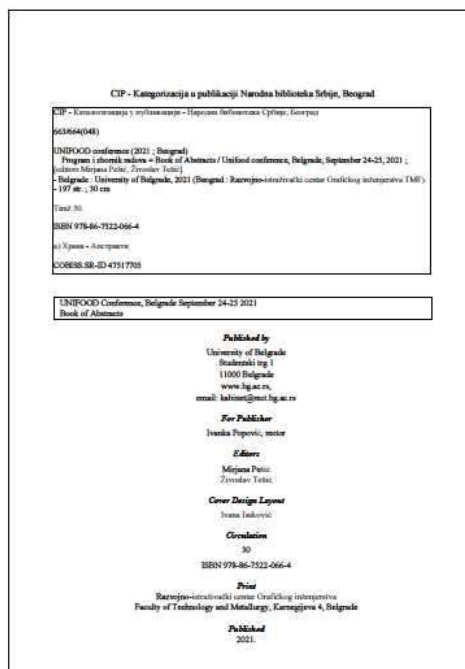 CIP - Kategorizacija u publikaciji Narodna biblioteka Srbije, Beograd
CIP - Каталогизација у публикацији - Народна библиотека Србије, Београд
663/664(048)
UNIFOOD conference (2021 ; Beograd)
Program i zbornik radova = Book of Abstracts / Unifood conference, Belgrade, September 24-25, 2021 ;
[editors Mirjana Pešić, Živoslav Tešić].
- Belgrade : University of Belgrade, 2021 (Beograd : Razvojno-istraživački centar Grafičkog inženjerstva TMF).
- 197 str. ; 30 cm
Tiraž 30.
ISBN 978-86-7522-066-4
а) Храна - Апстракти
COBISS.SR-ID 47517705
UNIFOOD Conference, Belgrade September 24-25 2021
Book of Abstracts
Published by
University of Belgrade
Studentski trg 1
11000 Belgrade
www.bg.ac.rs,
email: kabinet@rect.bg.ac.rs
For Publisher
Ivanka Popović, rector
Editors
Mirjana Pešić
Živoslav Tešić
Cover Design Layout
Ivana Isaković
Circulation
30
ISBN 978-86-7522-066-4
Print
Razvojno-istraživački centar Grafičkog inženjerstva
Faculty of Technology and Metallurgy, Karnegijeva 4, Belgrade
Published
2021.